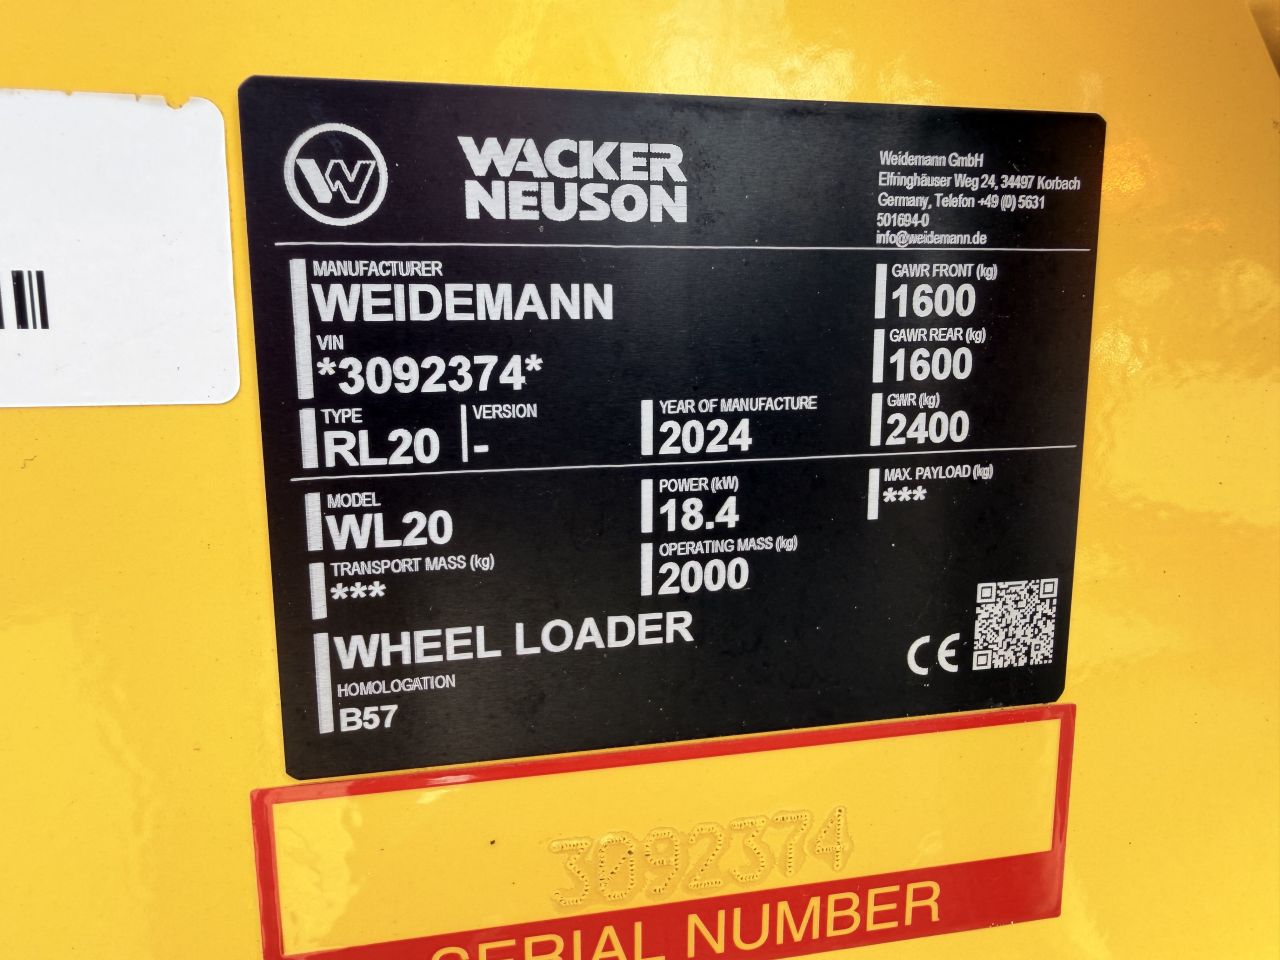 WACKER
NEUSON
Weidemann GmbH
Elfringhäuser Weg 24, 34497 Korbach
Germany, Telefon +49 (0) 5631
501694-0
info@weidemann.de
MANUFACTURER
WEIDEMANN
VIN
*3092374*
TYPE
RL20
VERSION
-
YEAR OF MANUFACTURE
2024
GAWR FRONT (kg)
1600
GAWR REAR (kg)
1600
GWR (kg)
2400
MODEL
WL20
POWER (kW)
18.4
MAX. PAYLOAD (kg)
***
TRANSPORT MASS (kg)
***
OPERATING MASS (kg)
2000
WHEEL LOADER
HOMOLOGATION
B57
CE
3092374
SERIAL NUMBER